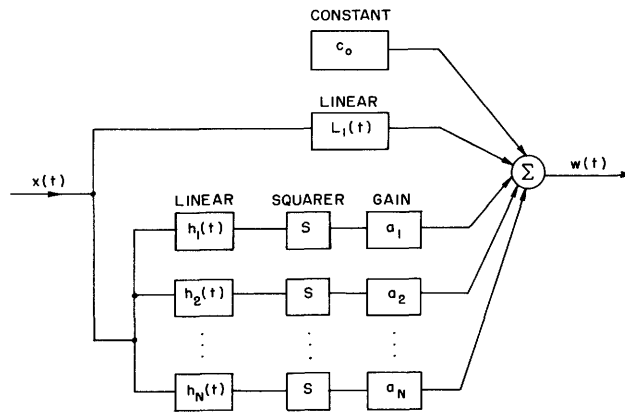 CONSTANT
c₀
LINEAR
L₁(t)
x(t)
Σ
w(t)
LINEAR SQUARER GAIN
h₁(t) S a₁
h₂(t) S a₂
h_N(t) S a_N